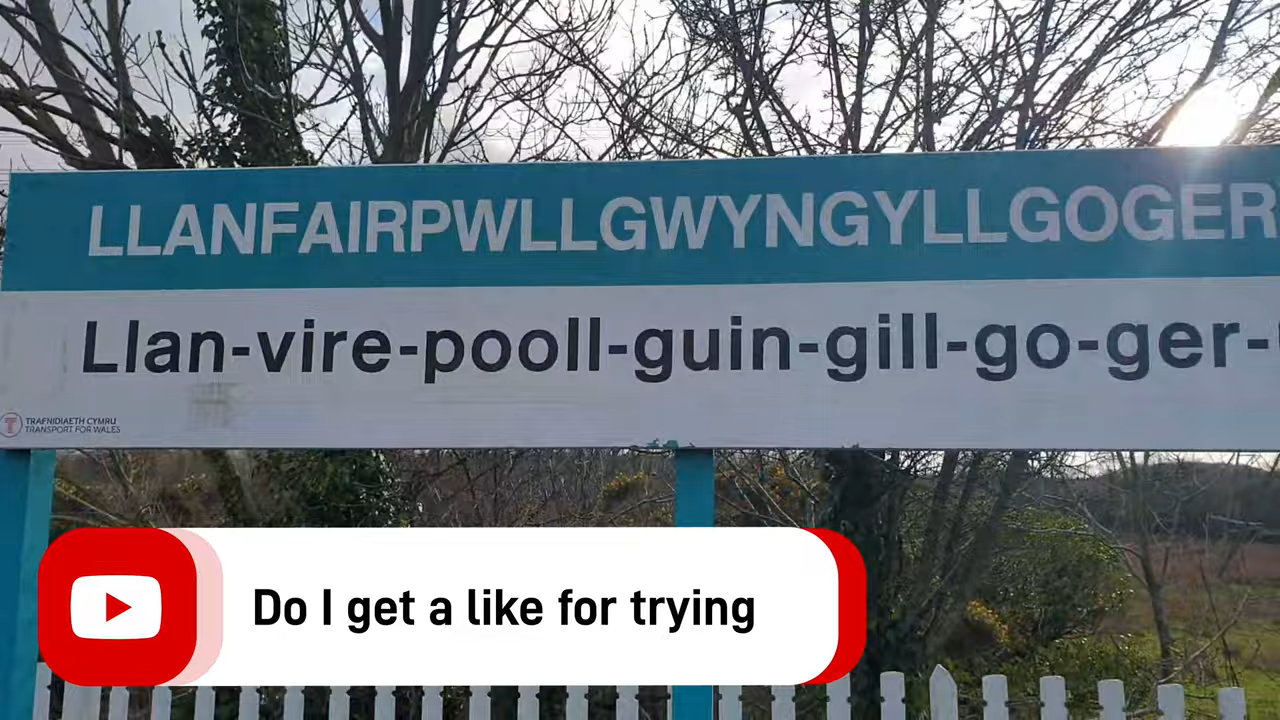 LLANFAIRPWLLGWYNGYLLGOGER
Llan-vire-pooll-guin-gill-go-ger-
TRAFNIDIAETH CYMRU
TRANSPORT FOR WALES
Do I get a like for trying